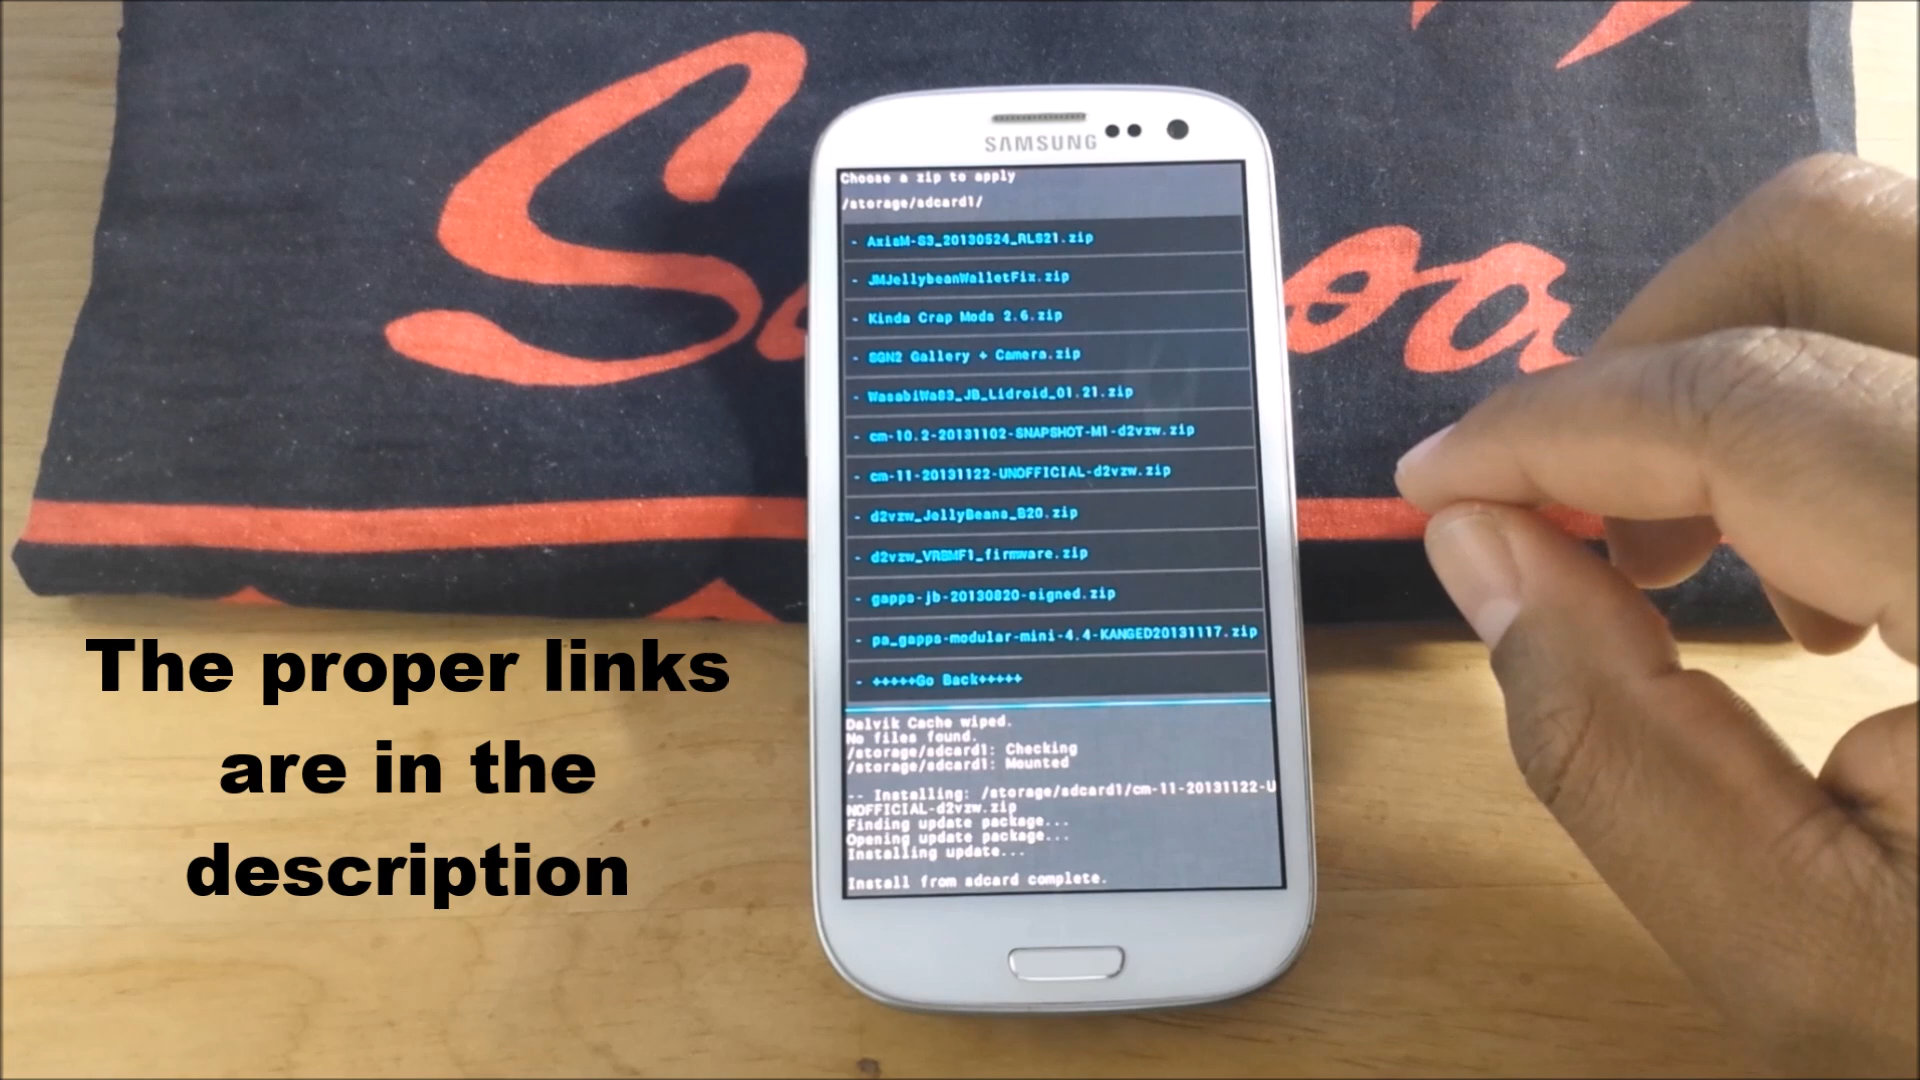 SAMSUNG
Choose a zip to apply
/storage/sdcard1/
- AxisM-S3_20130524_RLS21.zip
- JMJellybeanWalletFix.zip
- Kinda Crap Mods 2.6.zip
- SGN2 Gallery + Camera.zip
- WasabiWa83_JB_Lidroid_01.21.zip
- cm-10.2-20131102-SNAPSHOT-M1-d2vzw.zip
- cm-11-20131122-UNOFFICIAL-d2vzw.zip
- d2vzw_JellyBeans_B20.zip
- d2vzw_VRBMF1_firmware.zip
- gapps-jb-20130820-signed.zip
- pa_gapps-modular-mini-4.4-KANGED20131117.zip
- +++++Go Back+++++
Dalvik Cache wiped.
No files found.
/storage/sdcard1: Checking
/storage/sdcard1: Mounted
-- Installing: /storage/sdcard1/cm-11-20131122-U
NOFFICIAL-d2vzw.zip
Finding update package...
Opening update package...
Installing update...
Install from sdcard complete.
The proper links
are in the
description